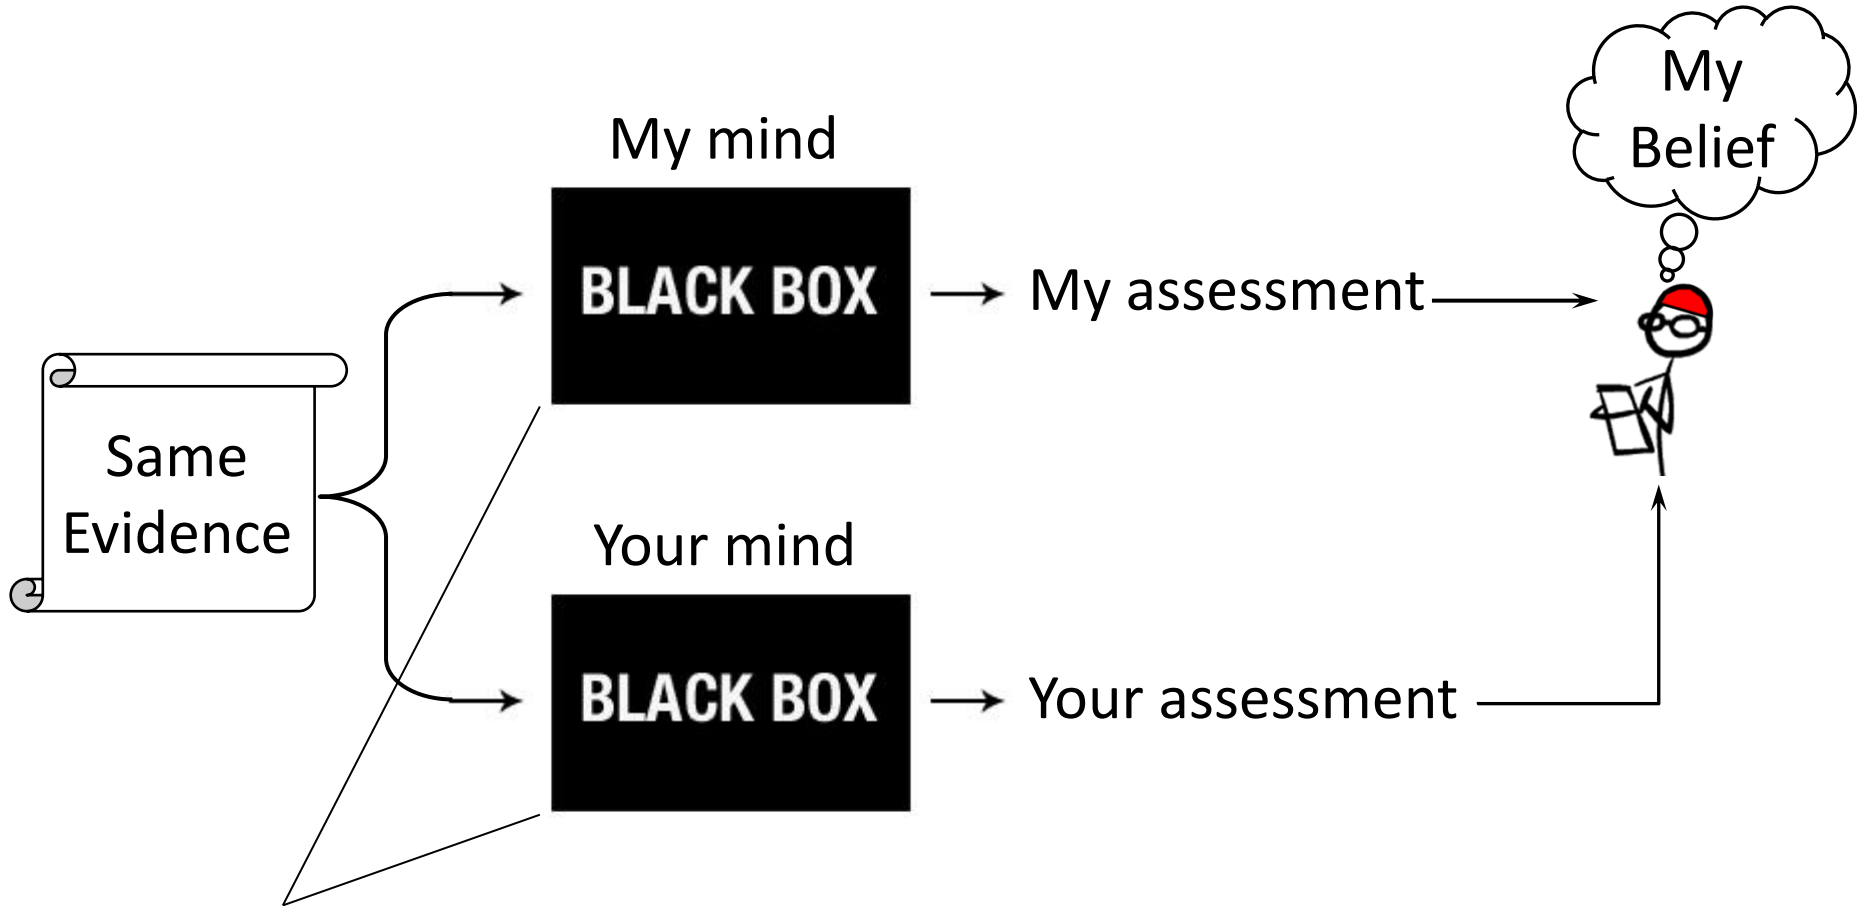 My
Belief
My mind
BLACK BOX
My assessment
Same
Evidence
Your mind
BLACK BOX
Your assessment